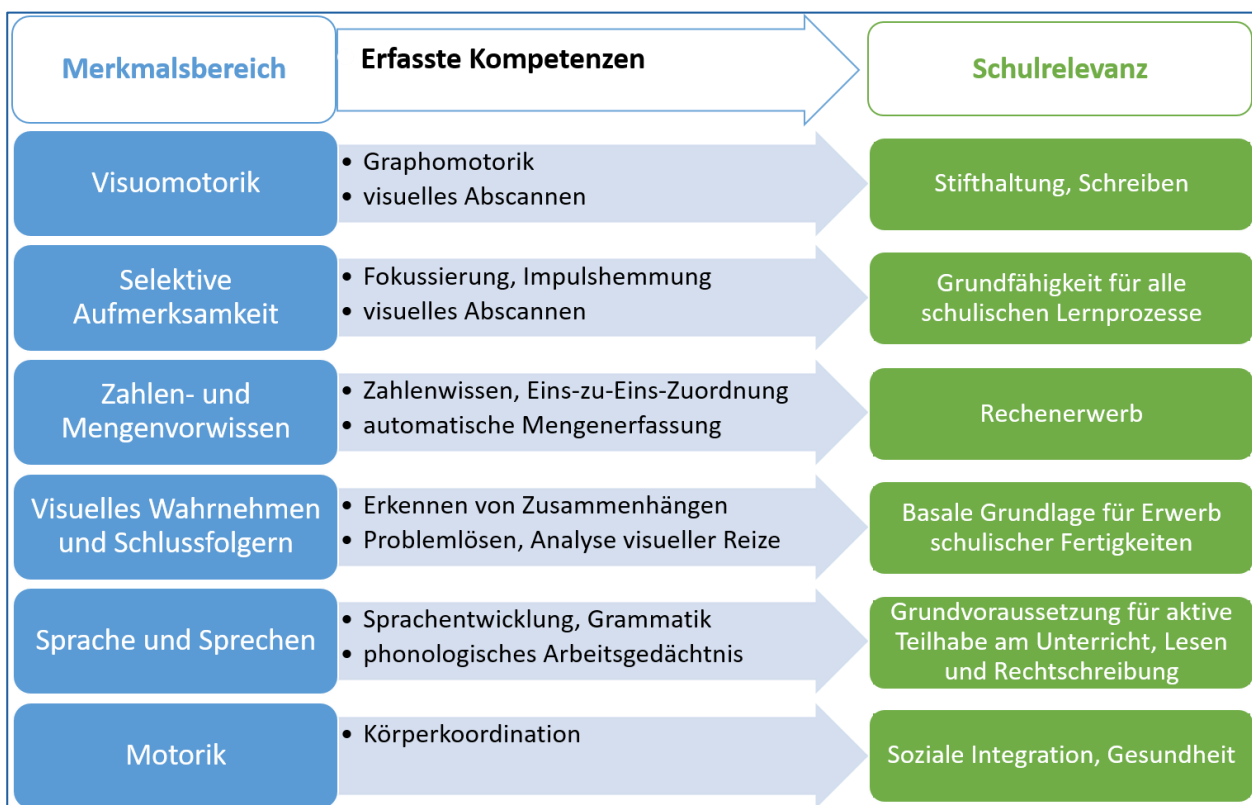 Merkmalsbereich
Erfasste Kompetenzen
Schulrelevanz
Visuomotorik
• Graphomotorik
• visuelles Abscannen
Stifthaltung, Schreiben
Selektive
Aufmerksamkeit
• Fokussierung, Impulshemmung
• visuelles Abscannen
Grundfähigkeit für alle
schulischen Lernprozesse
Zahlen- und
Mengenvorwissen
• Zahlenwissen, Eins-zu-Eins-Zuordnung
• automatische Mengenerfassung
Rechenerwerb
Visuelles Wahrnehmen
und Schlussfolgern
• Erkennen von Zusammenhängen
• Problemlösen, Analyse visueller Reize
Basale Grundlage für Erwerb
schulischer Fertigkeiten
Sprache und Sprechen
• Sprachentwicklung, Grammatik
• phonologisches Arbeitsgedächtnis
Grundvoraussetzung für aktive
Teilhabe am Unterricht, Lesen
und Rechtschreibung
Motorik
• Körperkoordination
Soziale Integration, Gesundheit